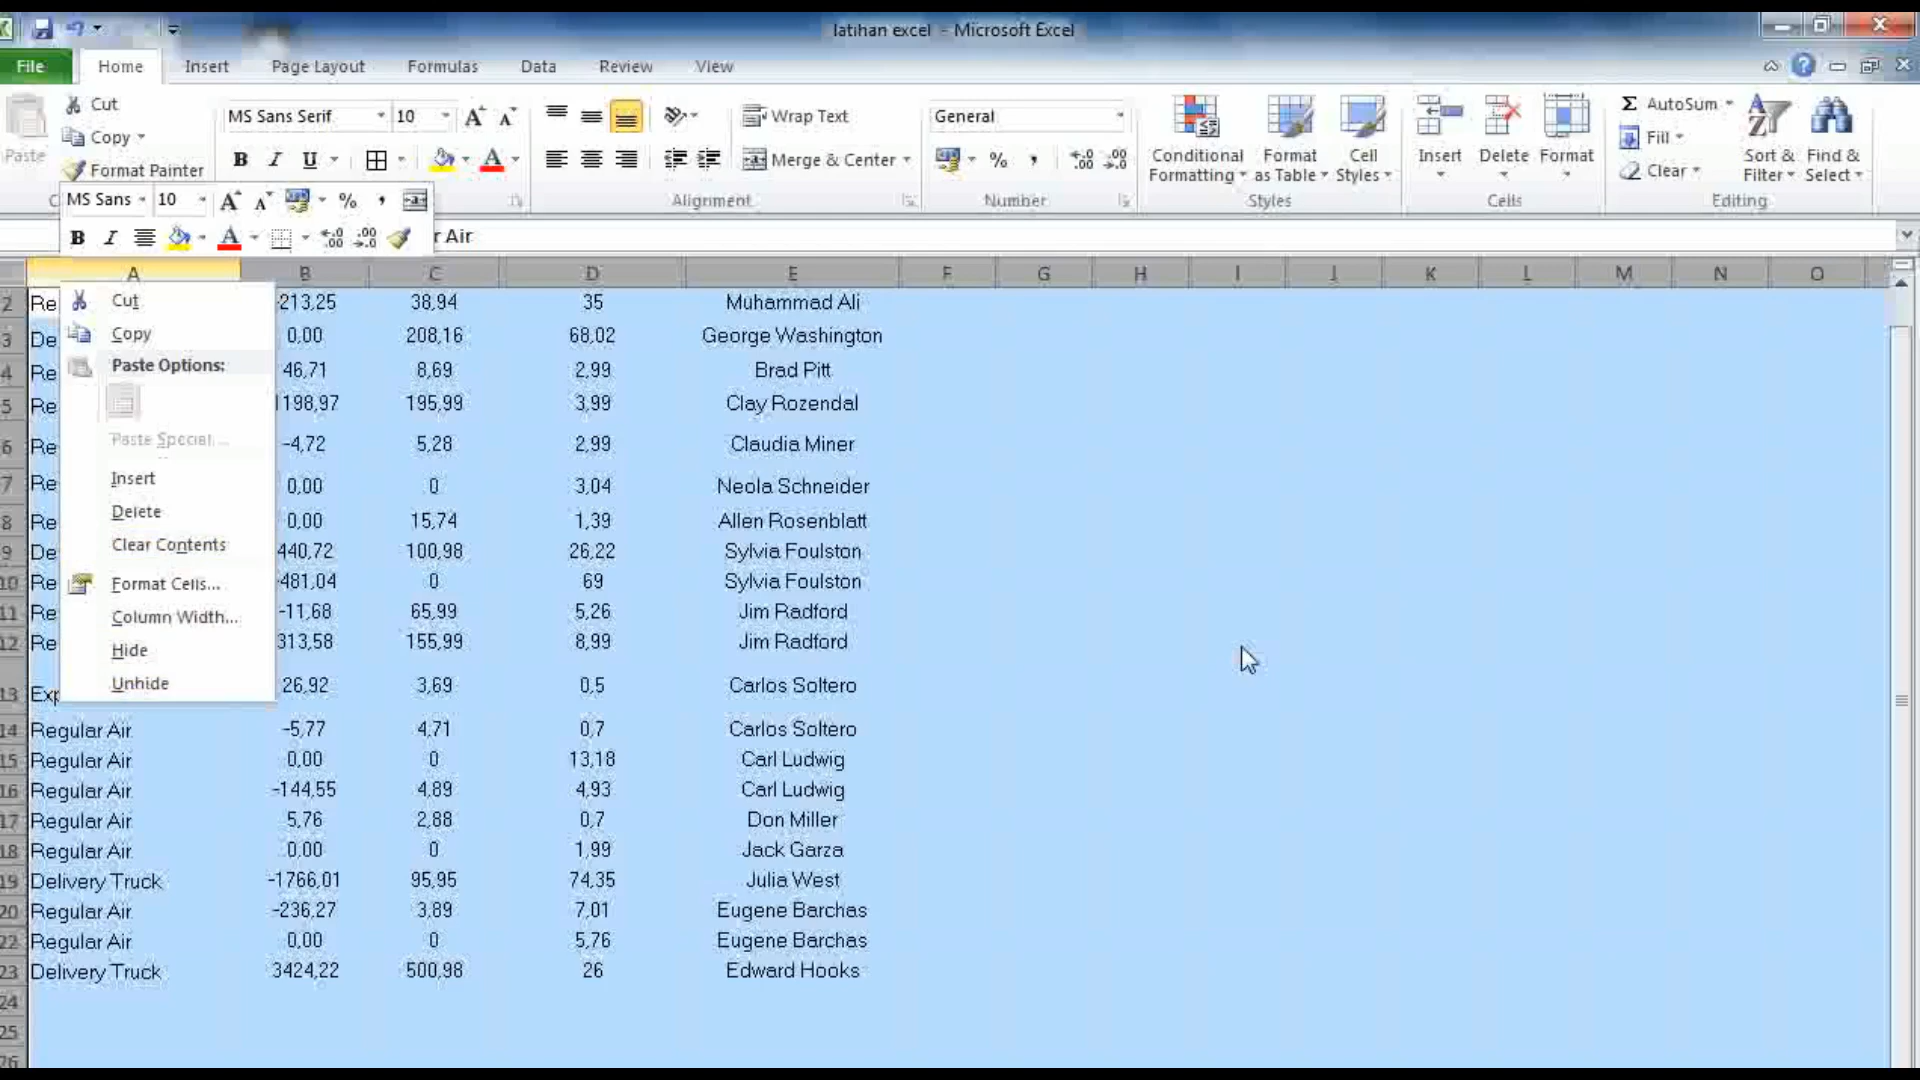 latihan excel - Microsoft Excel
File Home Insert Page Layout Formulas Data Review View
Cut
Copy
Format Painter
Paste
MS Sans Serif 10
B I U
Wrap Text
Merge & Center
Alignment
General
%
Number
Conditional Formatting
Format as Table
Cell Styles
Styles
Insert
Delete
Format
Cells
AutoSum
Fill
Clear
Sort & Filter
Find & Select
Editing
MS Sans 10
%
B I
r Air
A B C D E F G H I J K L M N O
Cut
Copy
Paste Options:
Paste Special...
Insert
Delete
Clear Contents
Format Cells...
Column Width...
Hide
Unhide
2 Re -213,25 38,94 35 Muhammad Ali
3 De 0,00 208,16 68,02 George Washington
4 Re 46,71 8,69 2,99 Brad Pitt
5 Re 1198,97 195,99 3,99 Clay Rozendal
6 Re -4,72 5,28 2,99 Claudia Miner
7 Re 0,00 0 3,04 Neola Schneider
8 Re 0,00 15,74 1,39 Allen Rosenblatt
9 De 440,72 100,98 26,22 Sylvia Foulston
10 Re -481,04 0 69 Sylvia Foulston
11 Re -11,68 65,99 5,26 Jim Radford
12 Re 313,58 155,99 8,99 Jim Radford
13 Exp 26,92 3,69 0,5 Carlos Soltero
14 Regular Air -5,77 4,71 0,7 Carlos Soltero
15 Regular Air 0,00 0 13,18 Carl Ludwig
16 Regular Air -144,55 4,89 4,93 Carl Ludwig
17 Regular Air 5,76 2,88 0,7 Don Miller
18 Regular Air 0,00 0 1,99 Jack Garza
19 Delivery Truck -1766,01 95,95 74,35 Julia West
20 Regular Air -236,27 3,89 7,01 Eugene Barchas
22 Regular Air 0,00 0 5,76 Eugene Barchas
23 Delivery Truck 3424,22 500,98 26 Edward Hooks
24
25
26